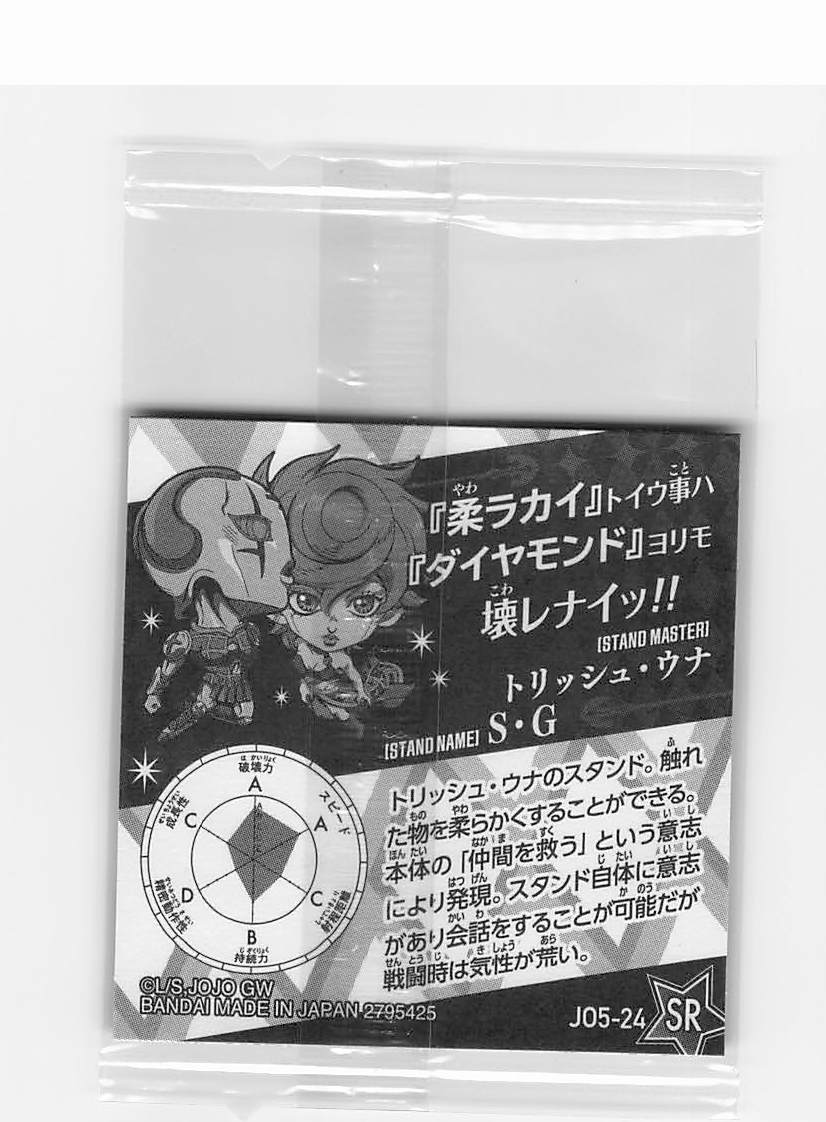 『柔ラカイ』トイウ事ハ
『ダイヤモンド』ヨリモ
壊レナイッ!!
[STAND MASTER]
トリッシュ・ウナ
[STAND NAME] S・G
破壊力
A
スピード
A
射程距離
C
持続力
B
精密動作性
D
成長性
C
トリッシュ・ウナのスタンド。触れ
た物を柔らかくすることができる。
本体の「仲間を救う」という意志
により発現。スタンド自体に意志
があり会話をすることが可能だが
戦闘時は気性が荒い。
©L/S,JOJO GW
BANDAI MADE IN JAPAN 2795425
JO5-24 SR